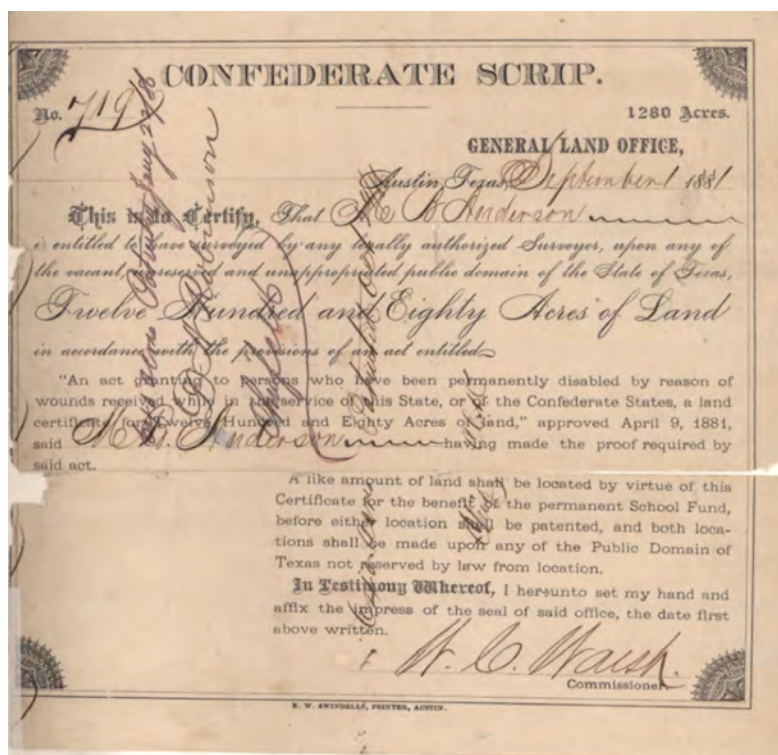 CONFEDERATE SCRIP.
No. 719
1280 Acres.
GENERAL LAND OFFICE,
Austin, Texas, September 1 1881
This is to Certify, That M B Anderson
is entitled to have surveyed by any legally authorized Surveyor, upon any of
the vacant, unreserved and unappropriated public domain of the State of Texas,
Twelve Hundred and Eighty Acres of Land
in accordance with the provisions of an act entitled
"An act granting to persons who have been permanently disabled by reason of
wounds received while in the service of this State, or of the Confederate States, a land
certificate for Twelve Hundred and Eighty Acres of land," approved April 9, 1881,
said M. B. Anderson having made the proof required by
said act.
A like amount of land shall be located by virtue of this
Certificate for the benefit of the permanent School Fund,
before either location shall be patented, and both loca-
tions shall be made upon any of the Public Domain of
Texas not reserved by law from location.
In Testimony Whereof, I hereunto set my hand and
affix the impress of the seal of said office, the date first
above written.
W. C. Walsh.
Commissioner.
E. W. SWINDELLS, PRINTER, AUSTIN.
Robinson